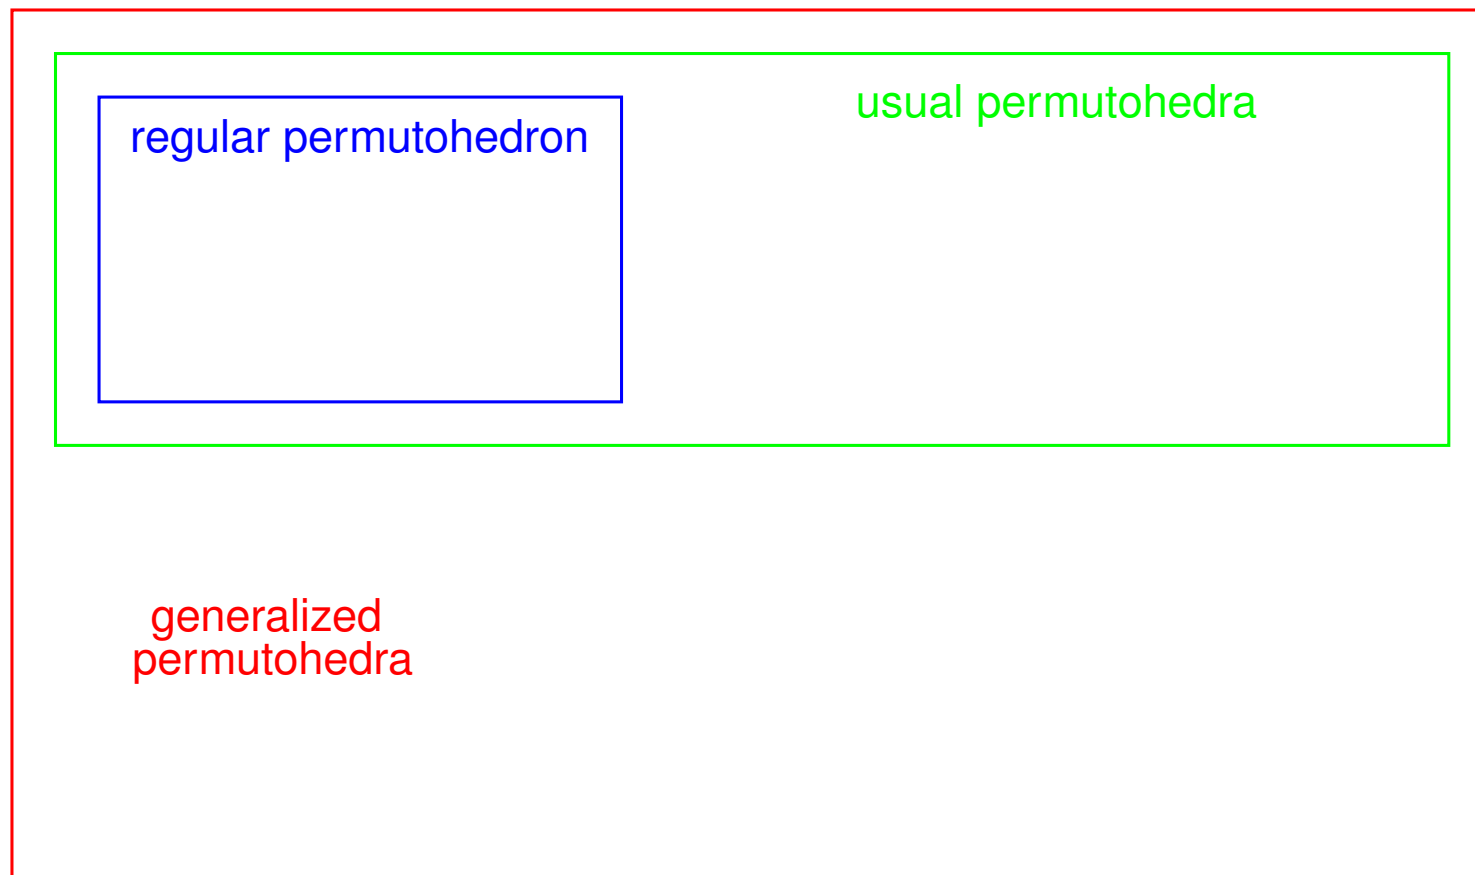 usual permutohedra
regular permutohedron
generalized
permutohedra